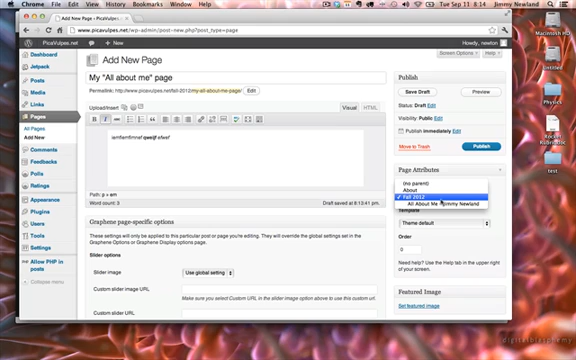 Chrome File Edit View History Bookmarks Window Help
Tue Sep 11 8:14 Jimmy Newland
Add New Page ‹ PicaVulpes.net
www.picavulpes.net/wp-admin/post-new.php?post_type=page
PicaVulpes.net + New
Howdy, newton
Screen Options Help
Dashboard
Jetpack
Posts
Media
Links
Pages
All Pages
Add New
Comments
Feedbacks
Polls
Ratings
Appearance
Plugins
Users
Tools
Settings
Allow PHP in posts
Collapse menu
Add New Page
My "All about me" page
Permalink: http://www.picavulpes.net/fall-2012/my-all-about-me-page/ Edit
Upload/Insert
Visual HTML
Path: p » em
Word count: 3 Draft saved at 8:13:41 pm.
Graphene page-specific options
These settings will only be applied to this particular post or page you're editing. They will override the global settings set in the Graphene Options or Graphene Display options page.
Slider options
Slider image Use global setting
Custom slider image URL
Make sure you select Custom URL in the slider image option above to use this custom url.
Custom slider URL
Publish
Save Draft Preview
Status: Draft Edit
Visibility: Public Edit
Publish immediately Edit
Move to Trash Publish
Page Attributes
(no parent)
About
✓ Fall 2012
All About Me Jimmy Newland
Template
Theme default
Order
0
Need help? Use the Help tab in the upper right of your screen.
Featured Image
Set featured image
Macintosh HD
Untitled
Physics
test
digitalblasphemy